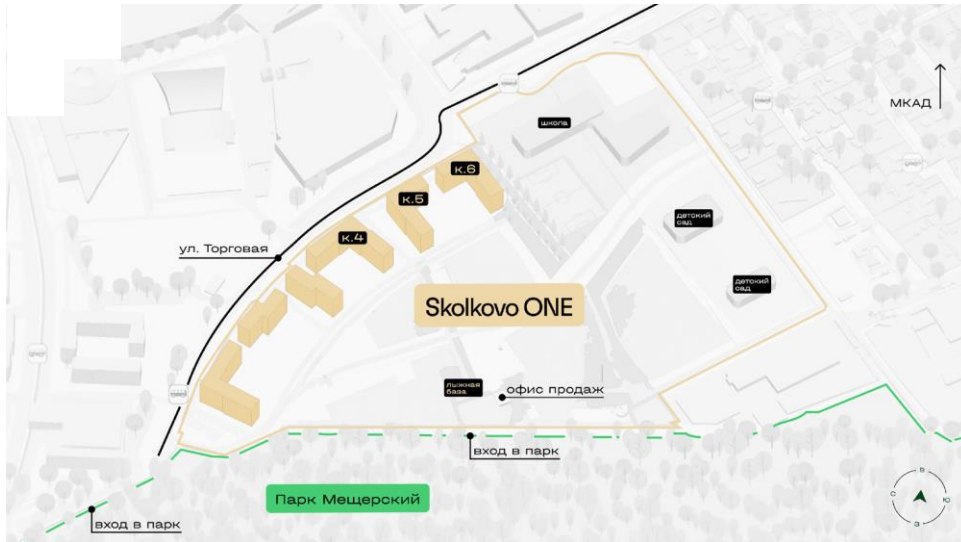 МКАД
школа
к.6
к.5
к.4
детский
сад
ул. Торговая
детский
сад
Skolkovo ONE
лыжная
база
офис продаж
вход в парк
Парк Мещерский
вход в парк
В
С
Ю
З